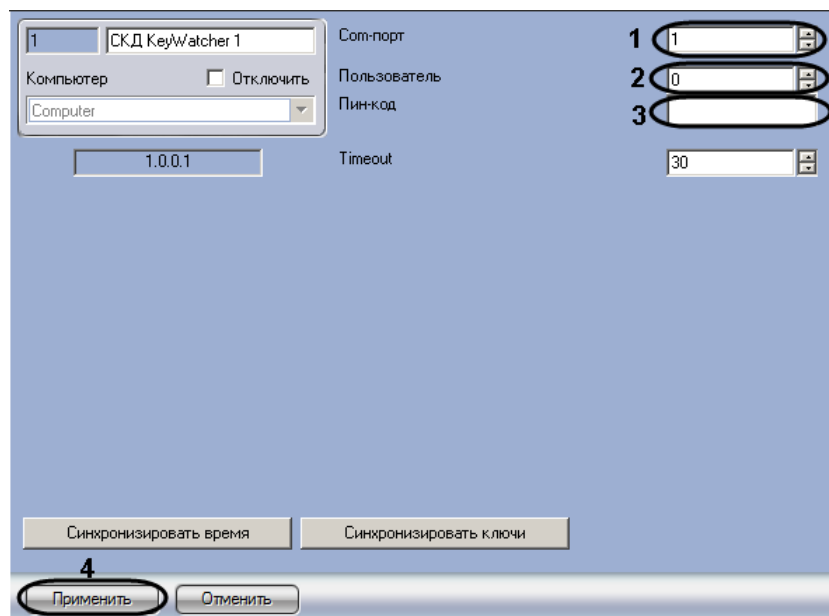 1 СКД KeyWatcher 1
Компьютер Отключить
Computer
1.0.0.1
Com-порт 1 1
Пользователь 2 0
Пин-код 3
Timeout 30
Синхронизировать время Синхронизировать ключи
4
Применить Отменить